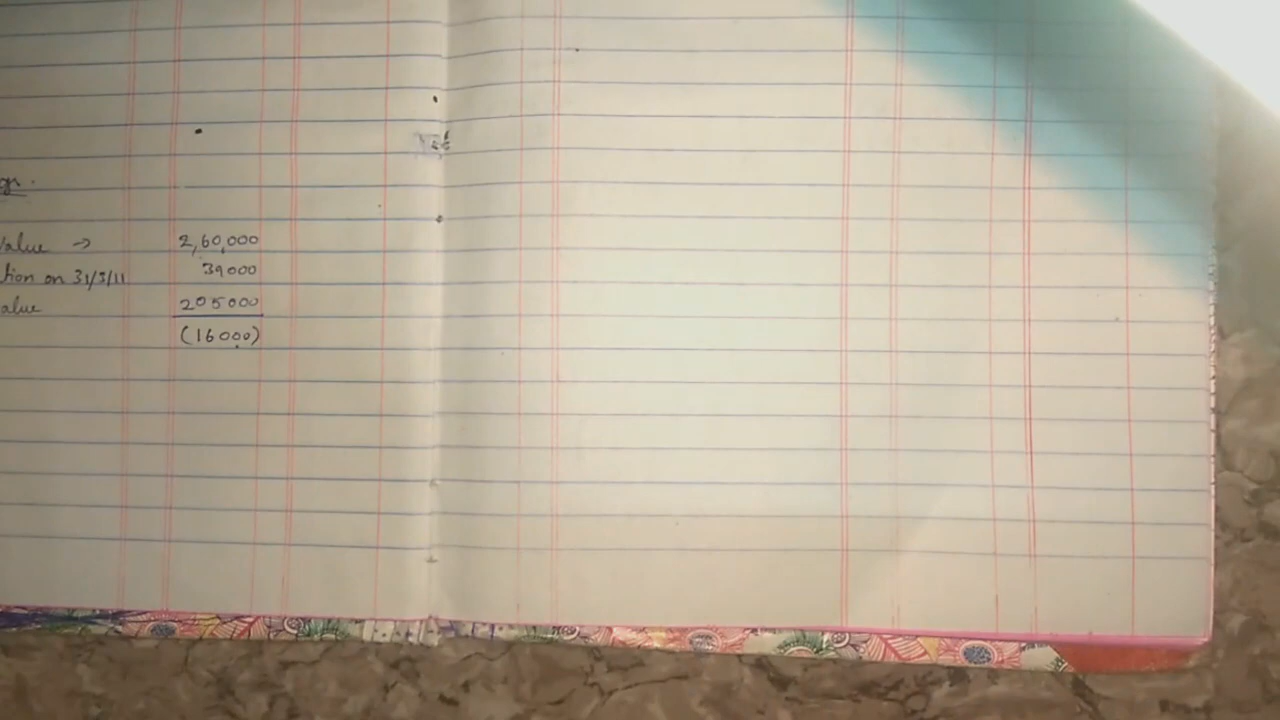 value → 2,60,000
tion on 31/3/11 39000
alue 205000
(16000)